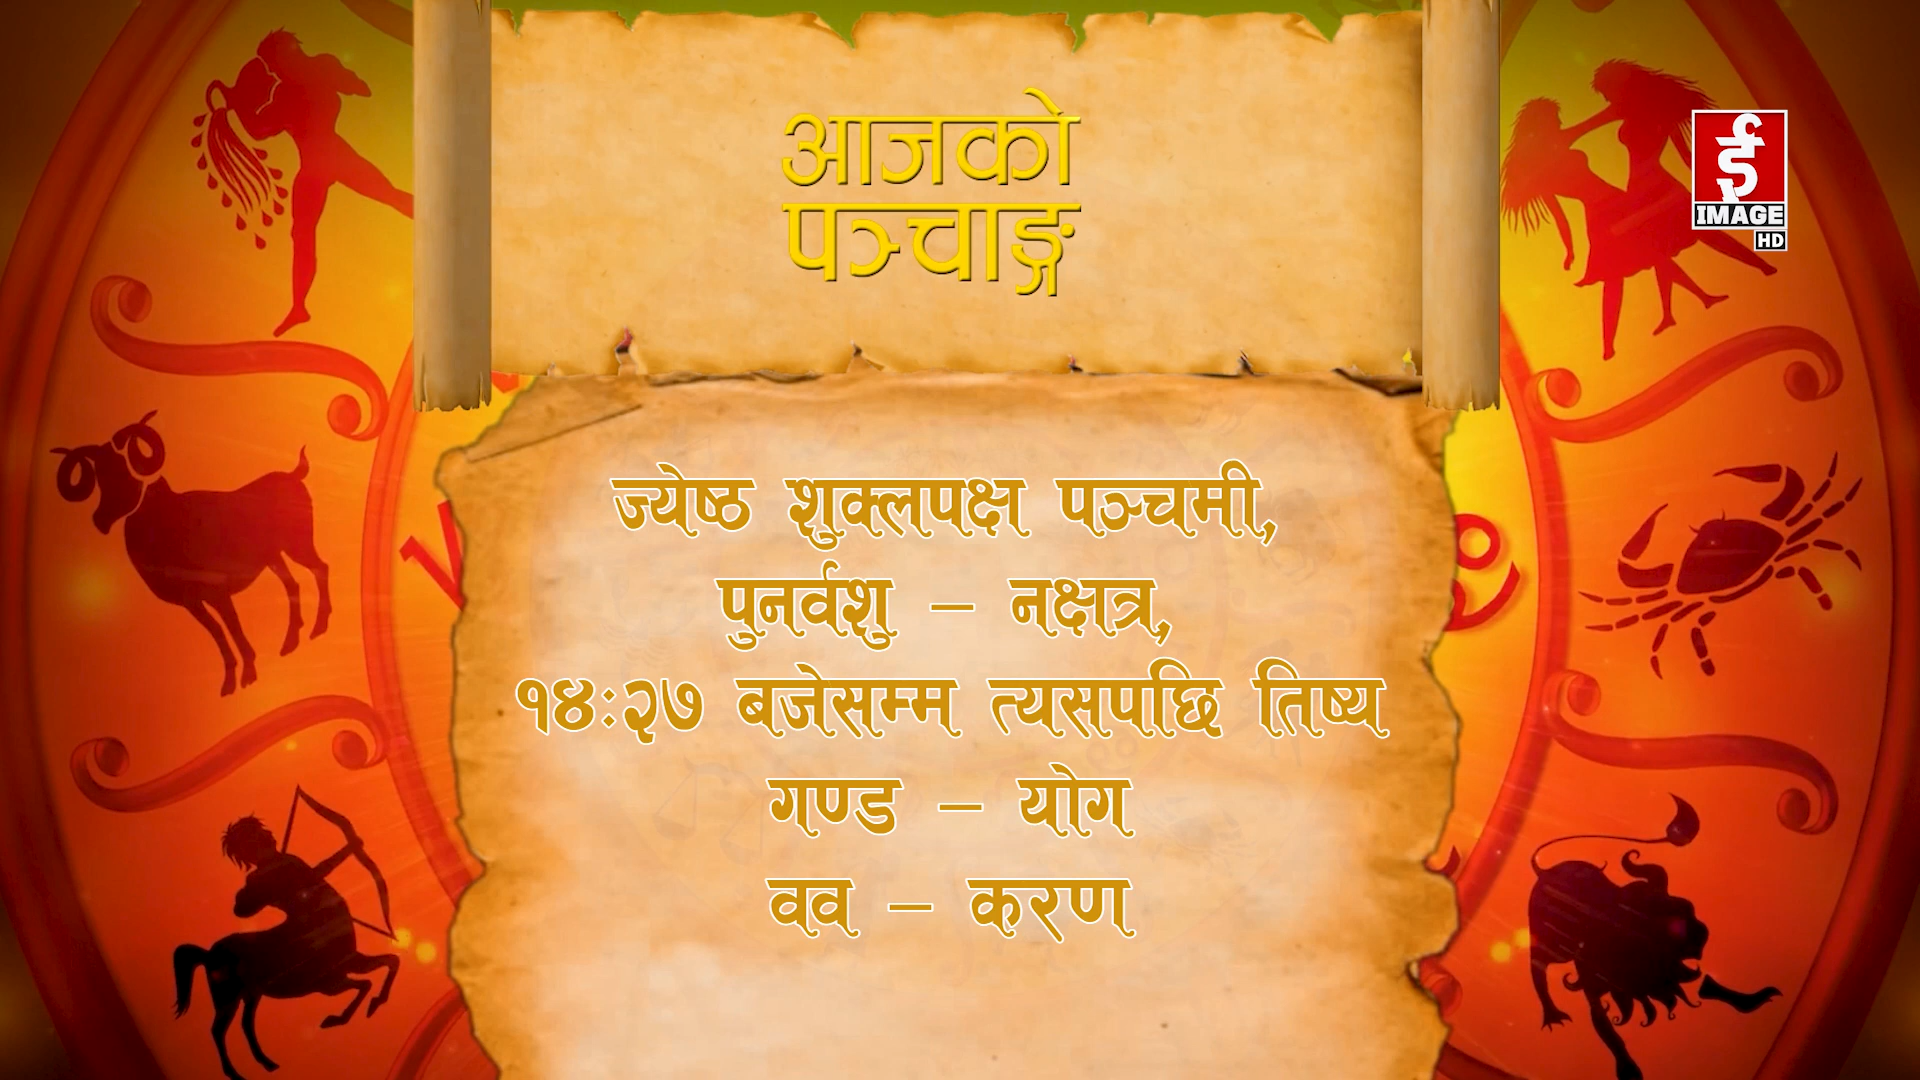 आजको
पञ्चाङ्ग
IMAGE
HD
ज्येष्ठ शुक्लपक्ष पञ्चमी,
पुनर्वशु – नक्षत्र,
१४:२७ बजेसम्म त्यसपछि तिष्य
गण्ड – योग
वव – करण